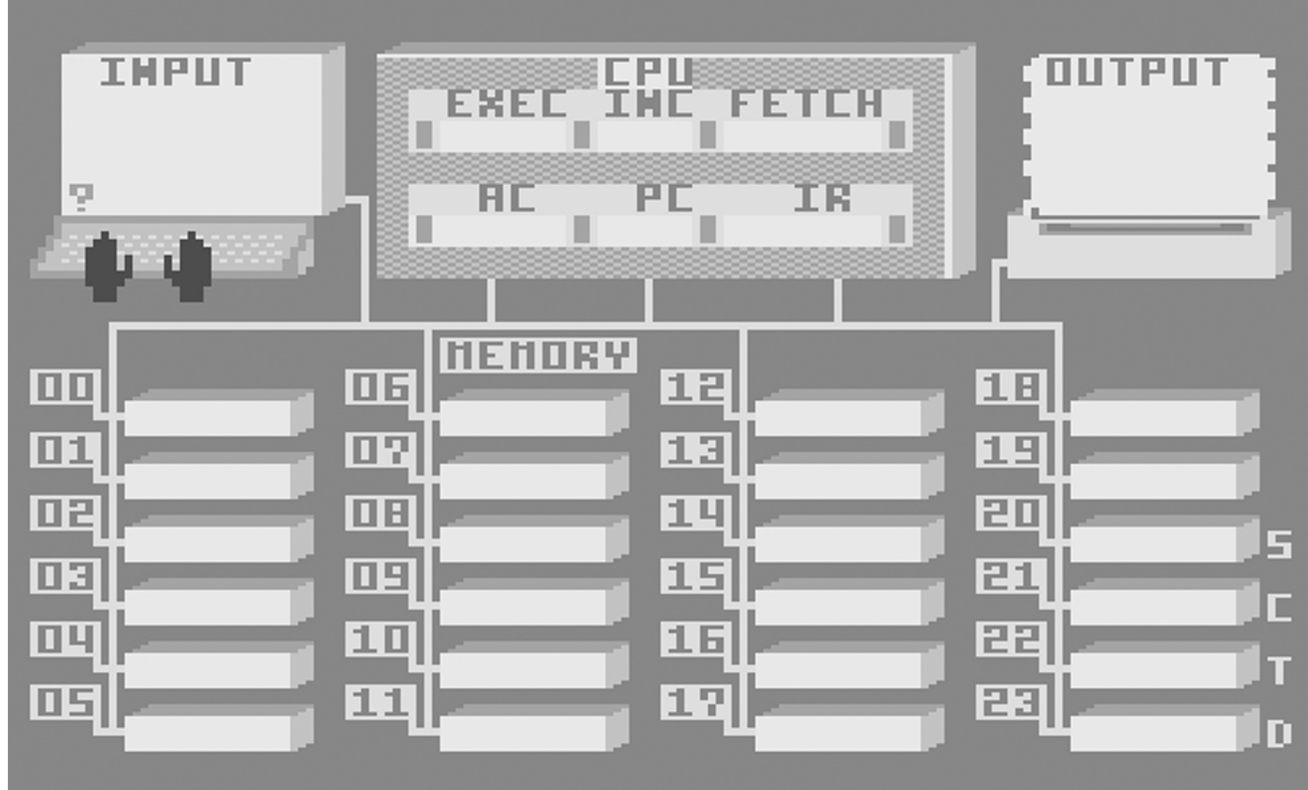 INPUT
CPU
OUTPUT
EXEC INC FETCH
?
AC PC IR
MEMORY
00 06 12 18
01 07 13 19
02 08 14 20 S
03 09 15 21 C
04 10 16 22 T
05 11 17 23 D